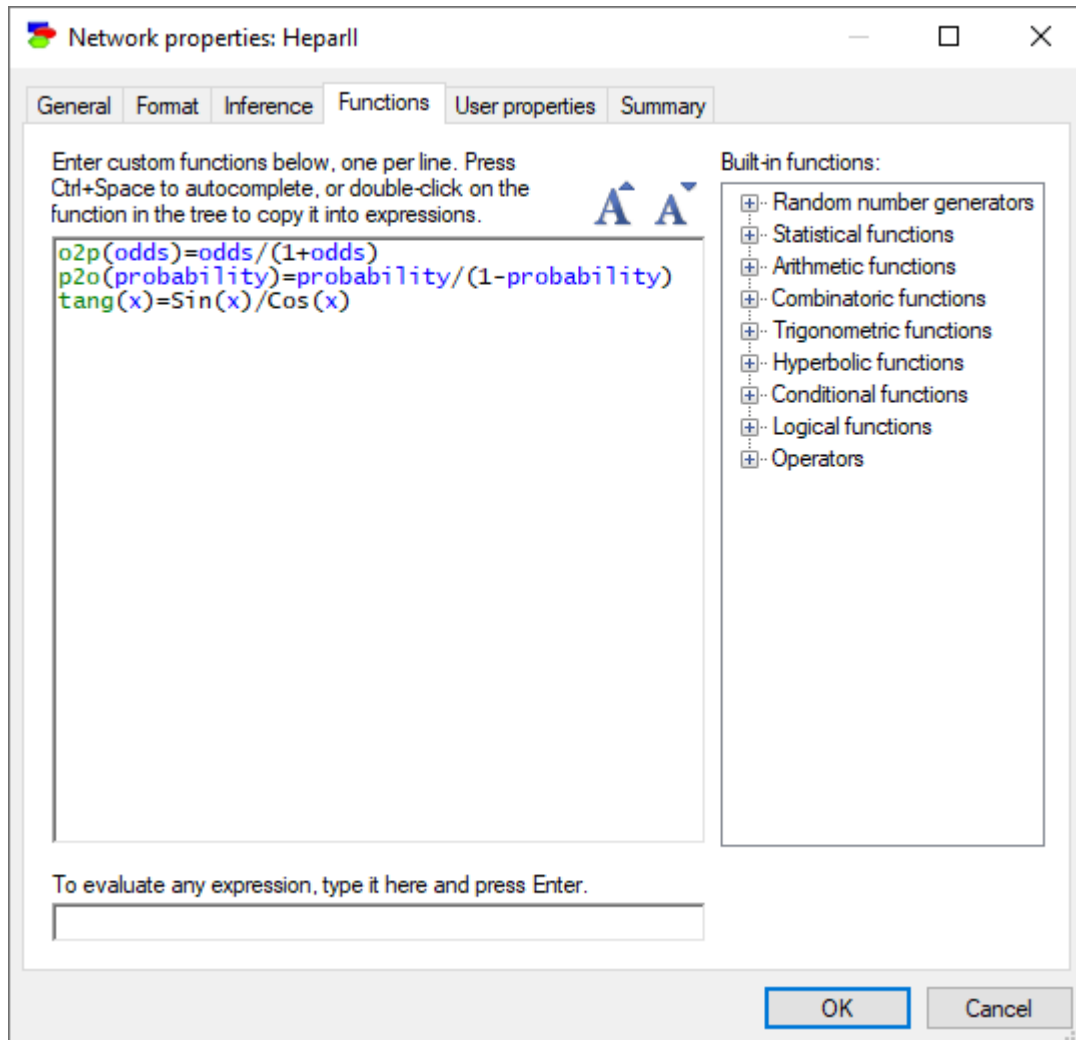 Network properties: HeparII
General Format Inference Functions User properties Summary
Enter custom functions below, one per line. Press
Ctrl+Space to autocomplete, or double-click on the
function in the tree to copy it into expressions.
A A
Built-in functions:
o2p(odds)=odds/(1+odds)
p2o(probability)=probability/(1-probability)
tang(x)=Sin(x)/Cos(x)
Random number generators
Statistical functions
Arithmetic functions
Combinatoric functions
Trigonometric functions
Hyperbolic functions
Conditional functions
Logical functions
Operators
To evaluate any expression, type it here and press Enter.
OK Cancel